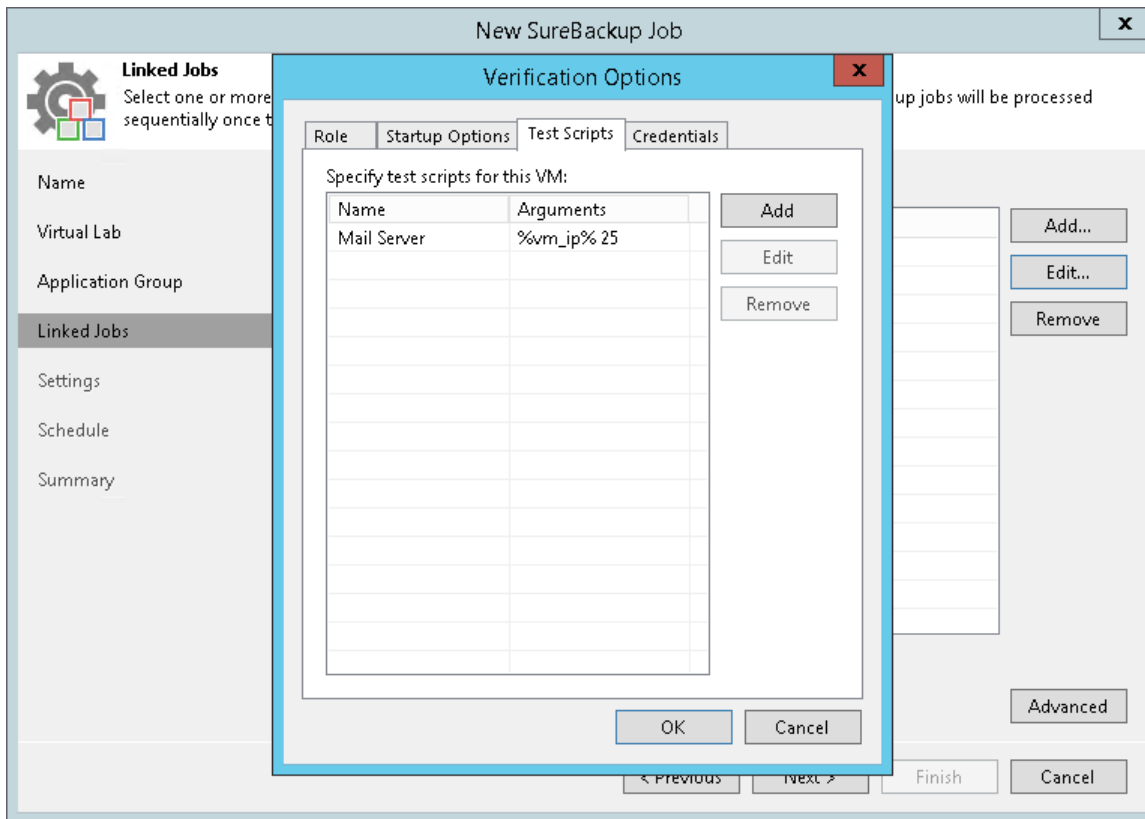 New SureBackup Job
x
Linked Jobs
Select one or more
up jobs will be processed
sequentially once t
Name
Virtual Lab
Application Group
Linked Jobs
Settings
Schedule
Summary
Verification Options
x
Role
Startup Options
Test Scripts
Credentials
Specify test scripts for this VM:
Name Arguments
Mail Server %vm_ip% 25
Add
Edit
Remove
OK
Cancel
Add...
Edit...
Remove
Advanced
< Previous
Next >
Finish
Cancel